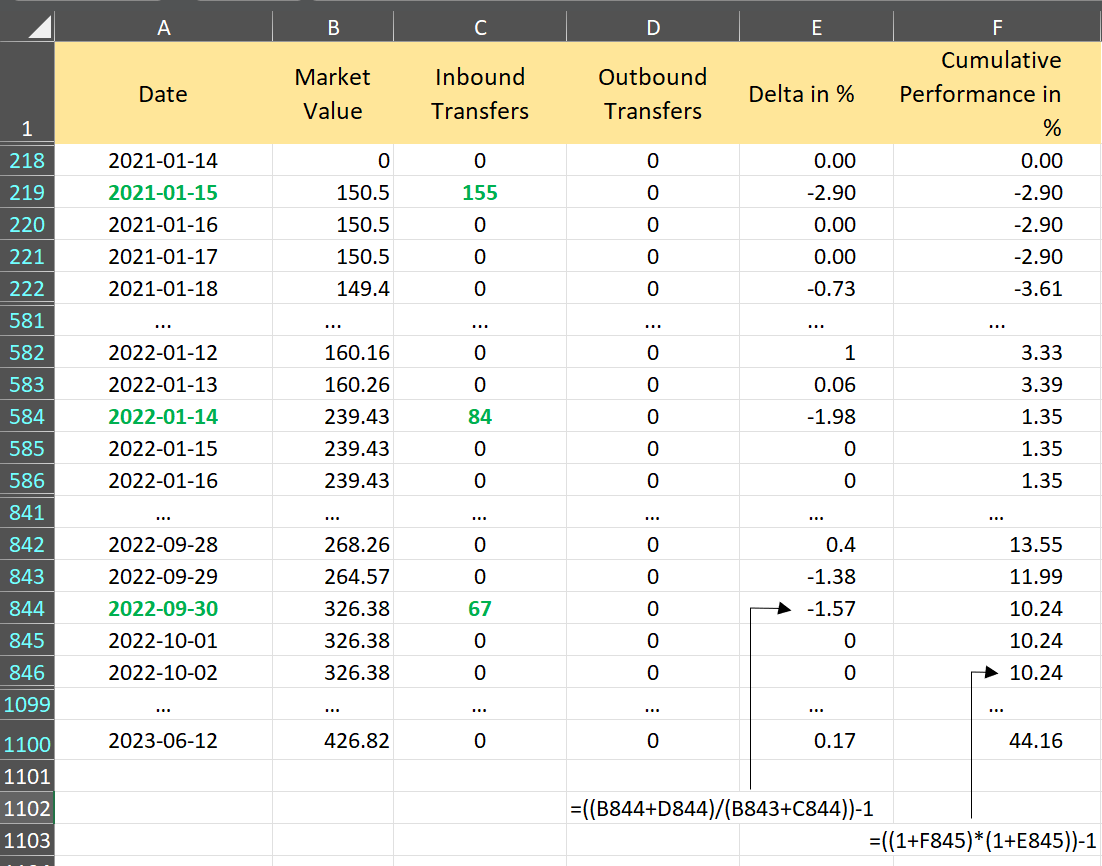 A B C D E F
1 Date Market Value Inbound Transfers Outbound Transfers Delta in % Cumulative Performance in %
218 2021-01-14 0 0 0 0.00 0.00
219 2021-01-15 150.5 155 0 -2.90 -2.90
220 2021-01-16 150.5 0 0 0.00 -2.90
221 2021-01-17 150.5 0 0 0.00 -2.90
222 2021-01-18 149.4 0 0 -0.73 -3.61
581 ... ... ... ... ... ...
582 2022-01-12 160.16 0 0 1 3.33
583 2022-01-13 160.26 0 0 0.06 3.39
584 2022-01-14 239.43 84 0 -1.98 1.35
585 2022-01-15 239.43 0 0 0 1.35
586 2022-01-16 239.43 0 0 0 1.35
841 ... ... ... ... ... ...
842 2022-09-28 268.26 0 0 0.4 13.55
843 2022-09-29 264.57 0 0 -1.38 11.99
844 2022-09-30 326.38 67 0 -1.57 10.24
845 2022-10-01 326.38 0 0 0 10.24
846 2022-10-02 326.38 0 0 0 10.24
1099 ... ... ... ... ... ...
1100 2023-06-12 426.82 0 0 0.17 44.16
1101
1102 =((B844+D844)/(B843+C844))-1
1103 =((1+F845)*(1+E845))-1